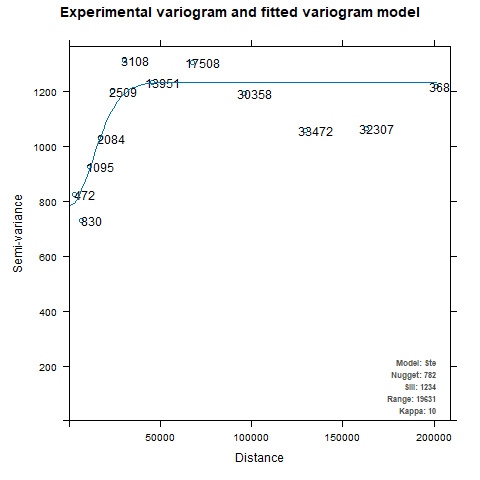 Experimental variogram and fitted variogram model
3108
17508
13951
2509
30358
368
2084
33472
32307
1095
472
830
1200
1000
800
600
400
200
Semi-variance
Model: Ste
Nugget: 782
Sill: 1234
Range: 19631
Kappa: 10
50000 100000 150000 200000
Distance